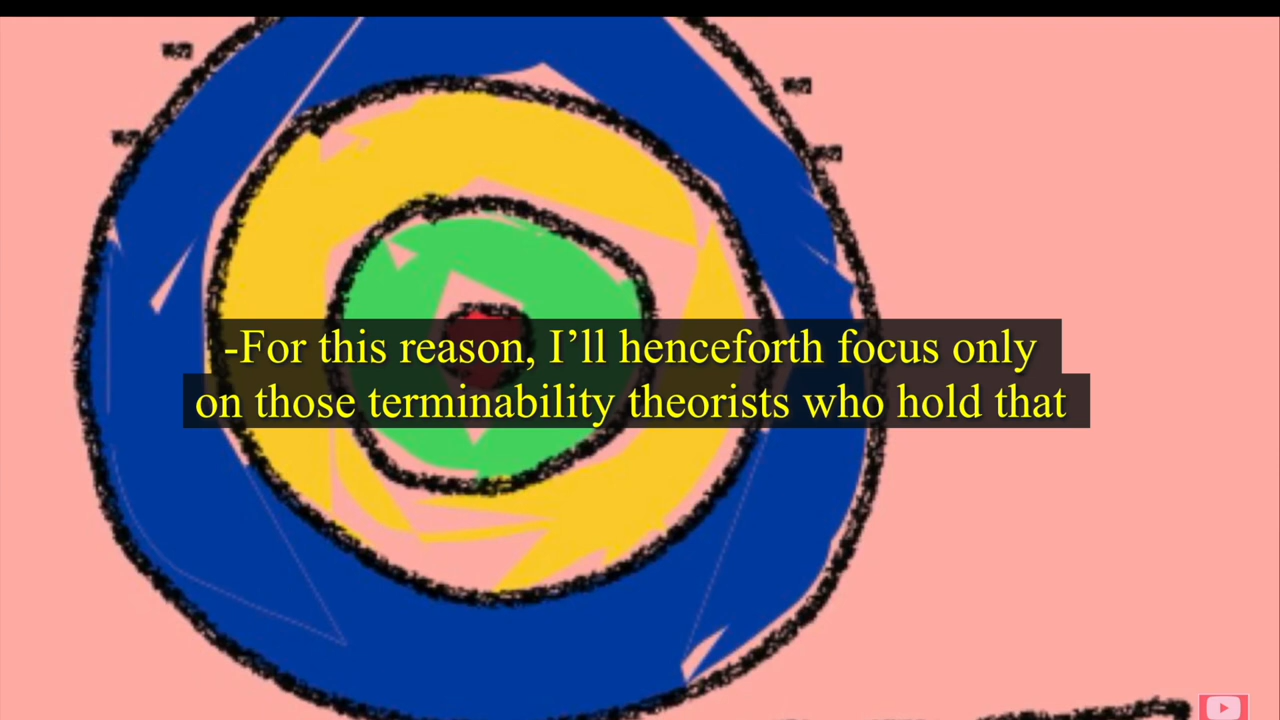 -For this reason, I’ll henceforth focus only
on those terminability theorists who hold that